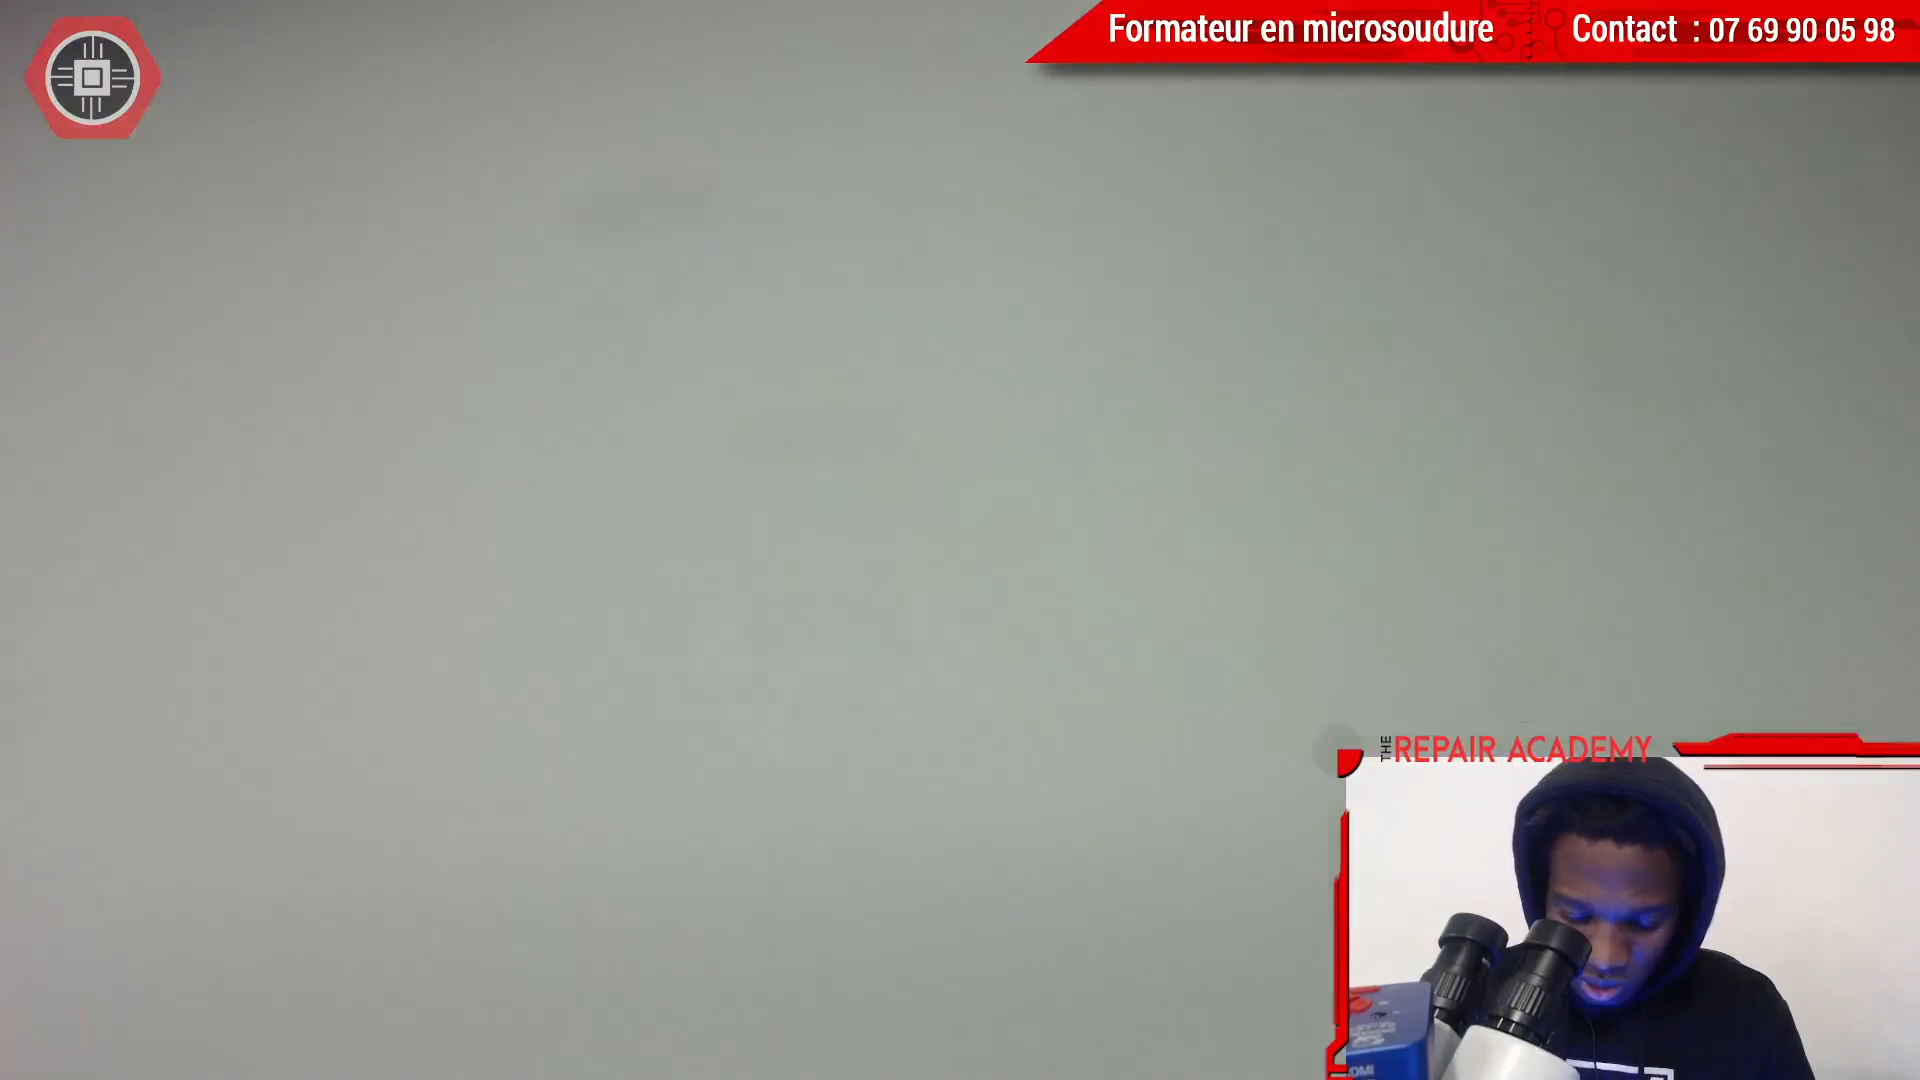 Formateur en microsoudure
Contact : 07 69 90 05 98
THE REPAIR ACADEMY